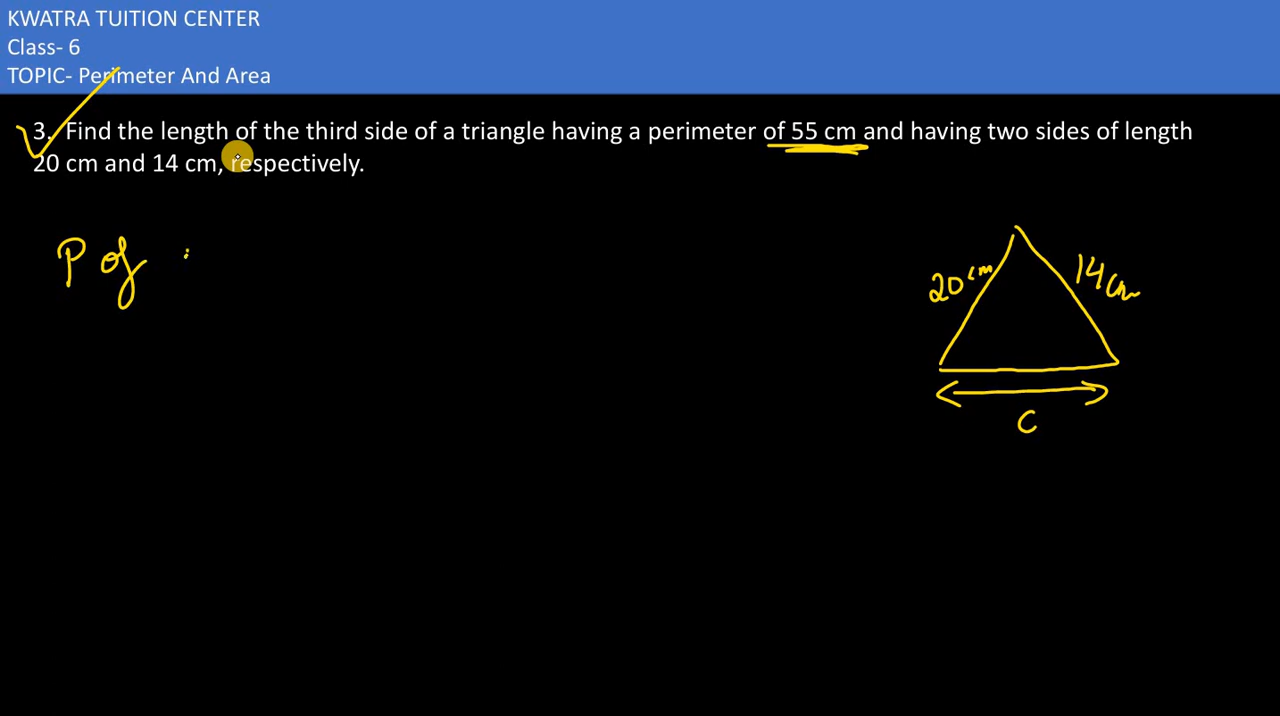 KWATRA TUITION CENTER
Class- 6
TOPIC- Perimeter And Area
3. Find the length of the third side of a triangle having a perimeter of 55 cm and having two sides of length
20 cm and 14 cm, respectively.
P of
20 cm
14 cm
C